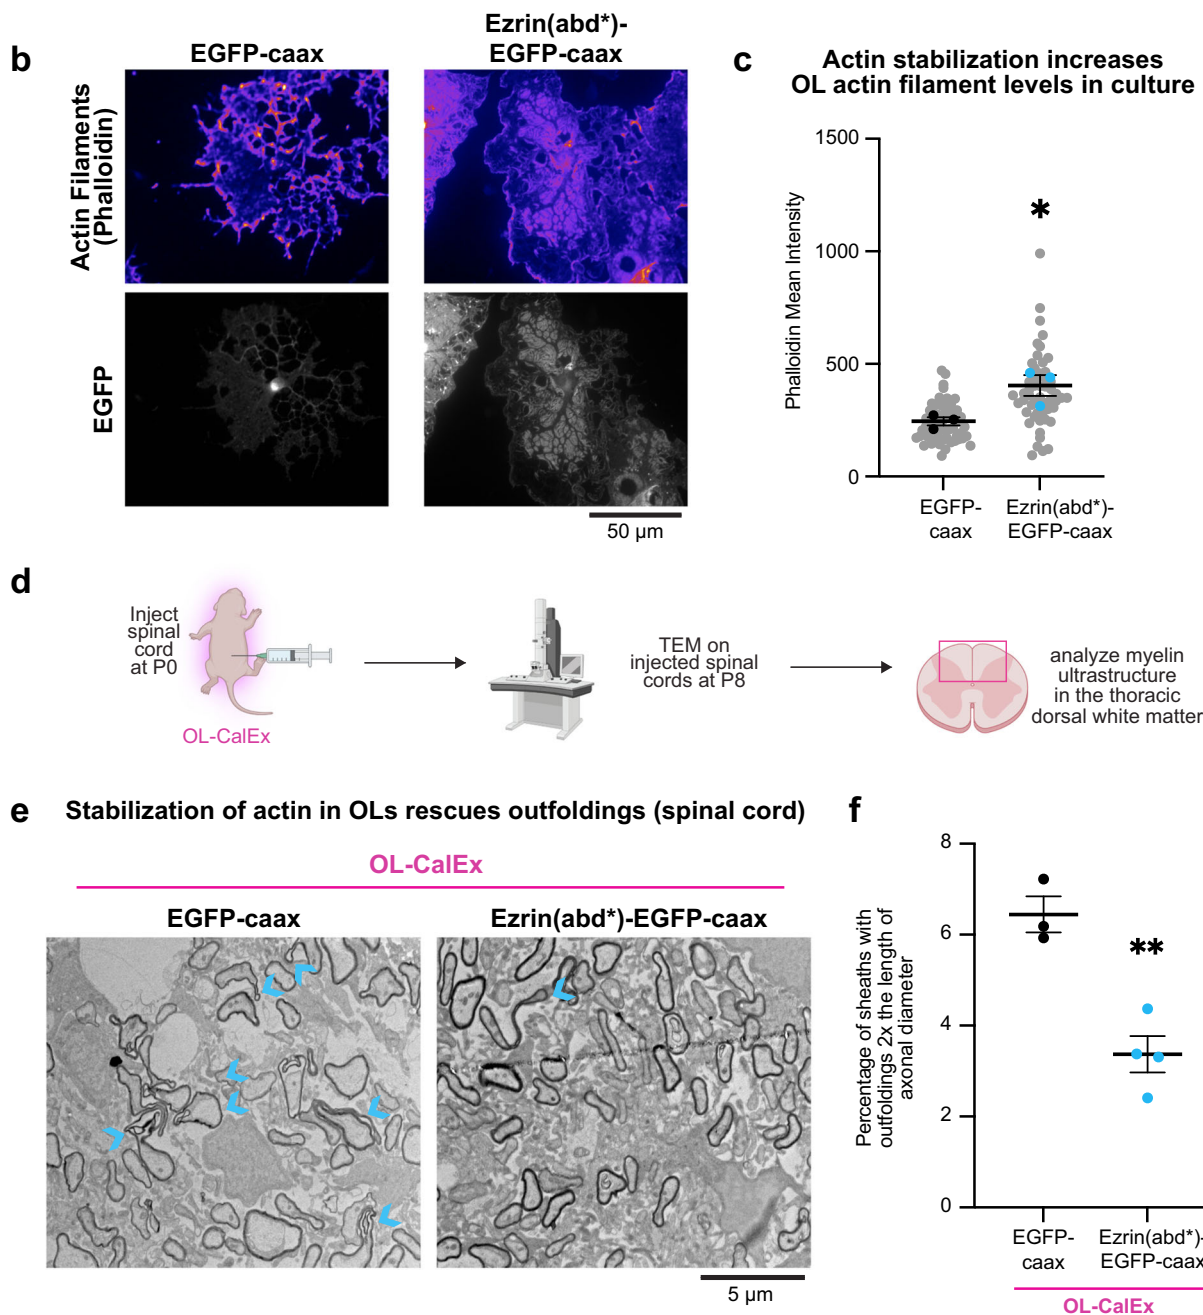 b
EGFP-caax
Ezrin(abd*)-
EGFP-caax
Actin Filaments
(Phalloidin)
EGFP
50 µm
c
Actin stabilization increases
OL actin filament levels in culture
Phalloidin Mean Intensity
1500
1000
500
0
*
EGFP-
caax
Ezrin(abd*)-
EGFP-caax
d
Inject
spinal
cord
at P0
OL-CalEx
TEM on
injected spinal
cords at P8
analyze myelin
ultrastructure
in the thoracic
dorsal white matter
e
Stabilization of actin in OLs rescues outfoldings (spinal cord)
OL-CalEx
EGFP-caax
Ezrin(abd*)-EGFP-caax
5 µm
f
Percentage of sheaths with
outfoldings 2x the length of
axonal diameter
8
6
4
2
0
**
EGFP-
caax
Ezrin(abd*)-
EGFP-caax
OL-CalEx